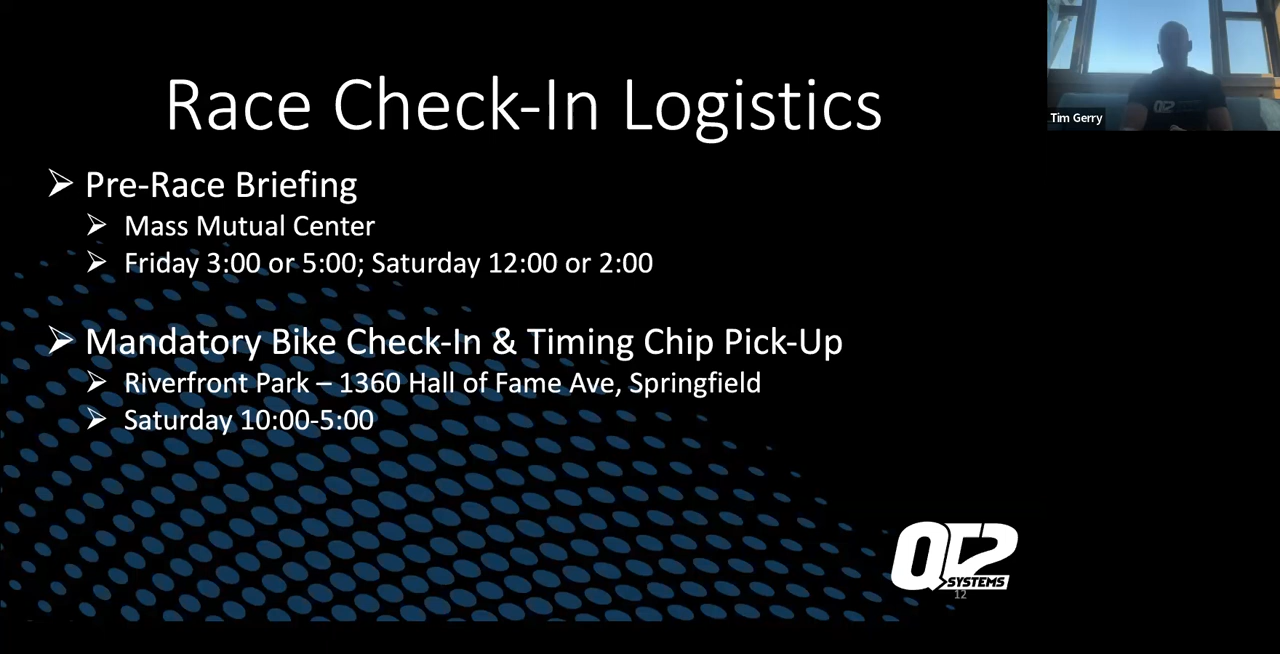 Race Check-In Logistics
Pre-Race Briefing
Mass Mutual Center
Friday 3:00 or 5:00; Saturday 12:00 or 2:00
Mandatory Bike Check-In & Timing Chip Pick-Up
Riverfront Park – 1360 Hall of Fame Ave, Springfield
Saturday 10:00-5:00
QT2
SYSTEMS
12
Tim Gerry
QT2